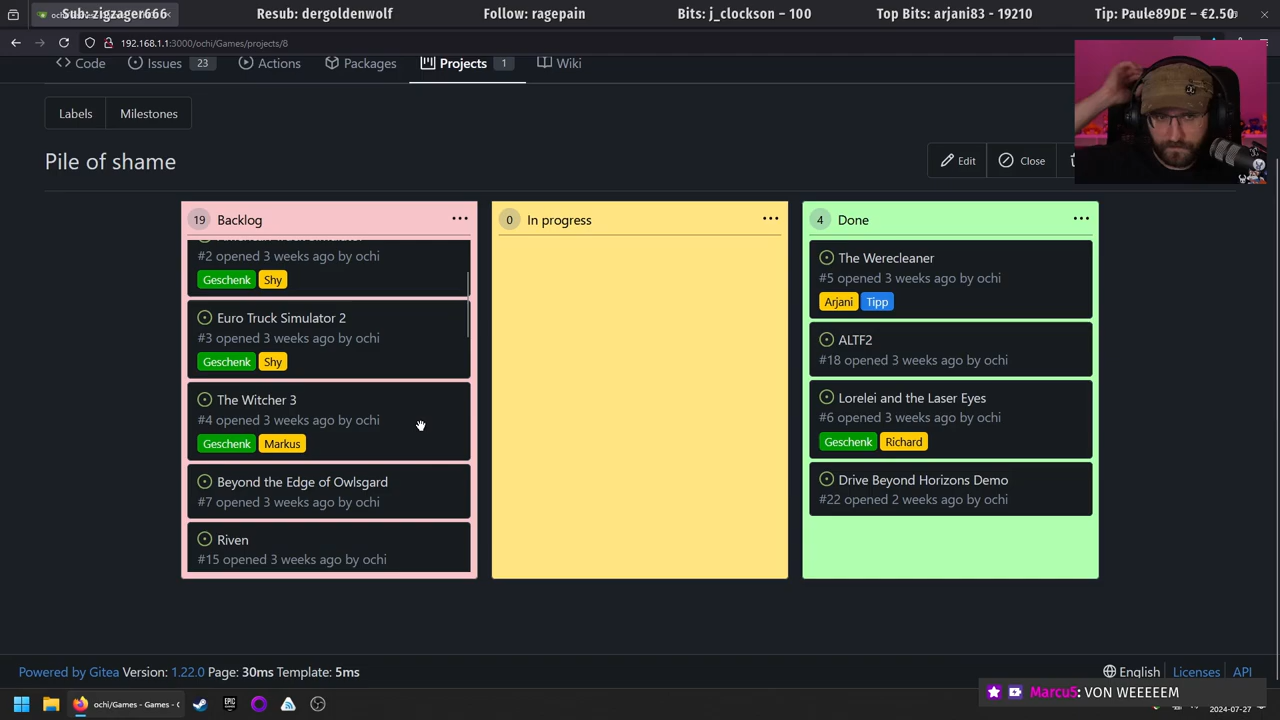 Sub: zigzager666
Resub: dergoldenwolf
Follow: ragepain
Bits: j_clockson – 100
Top Bits: arjani83 - 19210
Tip: Paule89DE – €2.50
192.168.1.1:3000/ochi/Games/projects/8
Code
Issues 23
Actions
Packages
Projects 1
Wiki
Labels
Milestones
Pile of shame
Edit
Close
19 Backlog
#2 opened 3 weeks ago by ochi
Geschenk Shy
Euro Truck Simulator 2
#3 opened 3 weeks ago by ochi
Geschenk Shy
The Witcher 3
#4 opened 3 weeks ago by ochi
Geschenk Markus
Beyond the Edge of Owlsgard
#7 opened 3 weeks ago by ochi
Riven
#15 opened 3 weeks ago by ochi
0 In progress
4 Done
The Werecleaner
#5 opened 3 weeks ago by ochi
Arjani Tipp
ALTF2
#18 opened 3 weeks ago by ochi
Lorelei and the Laser Eyes
#6 opened 3 weeks ago by ochi
Geschenk Richard
Drive Beyond Horizons Demo
#22 opened 2 weeks ago by ochi
Powered by Gitea Version: 1.22.0 Page: 30ms Template: 5ms
English
Licenses
API
Marcu5: VON WEEEEEM
ochi/Games - Games - G
2024-07-27